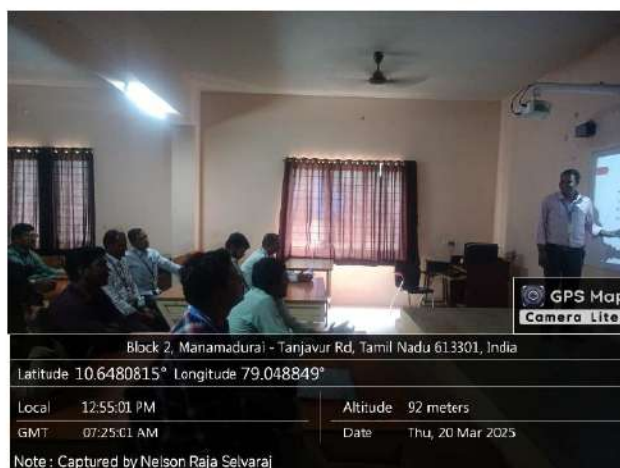 GPS Map
Camera Lite
Block 2, Manamadurai - Tanjavur Rd, Tamil Nadu 613301, India
Latitude 10.6480815° Longitude 79.048849°
Local 12:55:01 PM Altitude 92 meters
GMT 07:25:01 AM Date Thu, 20 Mar 2025
Note : Captured by Nelson Raja Selvaraj